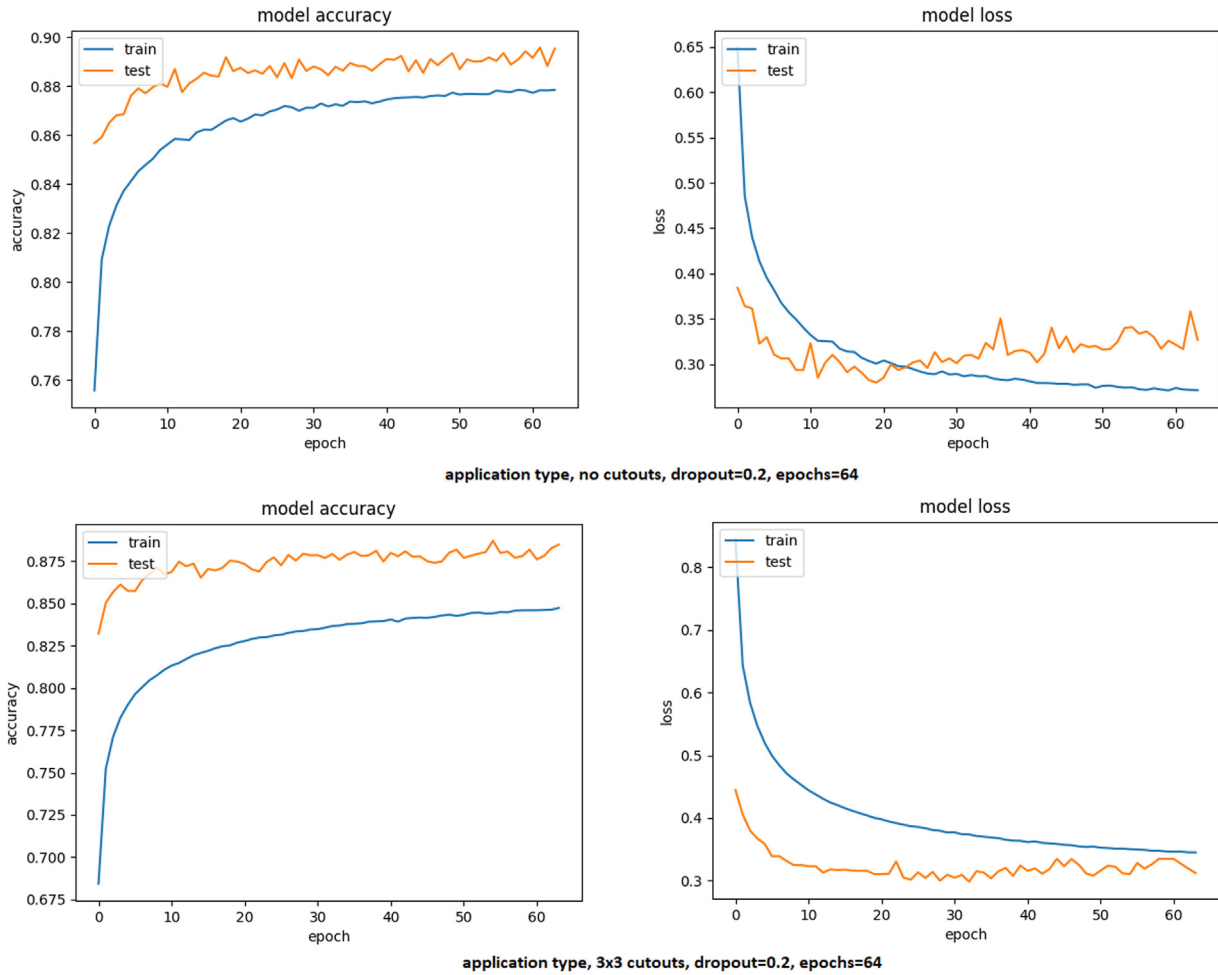 model accuracy
train
test
0.90
0.88
0.86
0.84
0.82
0.80
0.78
0.76
accuracy
0 10 20 30 40 50 60
epoch
model loss
train
test
0.65
0.60
0.55
0.50
0.45
0.40
0.35
0.30
loss
0 10 20 30 40 50 60
epoch
application type, no cutouts, dropout=0.2, epochs=64
model accuracy
train
test
0.875
0.850
0.825
0.800
0.775
0.750
0.725
0.700
0.675
accuracy
0 10 20 30 40 50 60
epoch
model loss
train
test
0.8
0.7
0.6
0.5
0.4
0.3
loss
0 10 20 30 40 50 60
epoch
application type, 3x3 cutouts, dropout=0.2, epochs=64